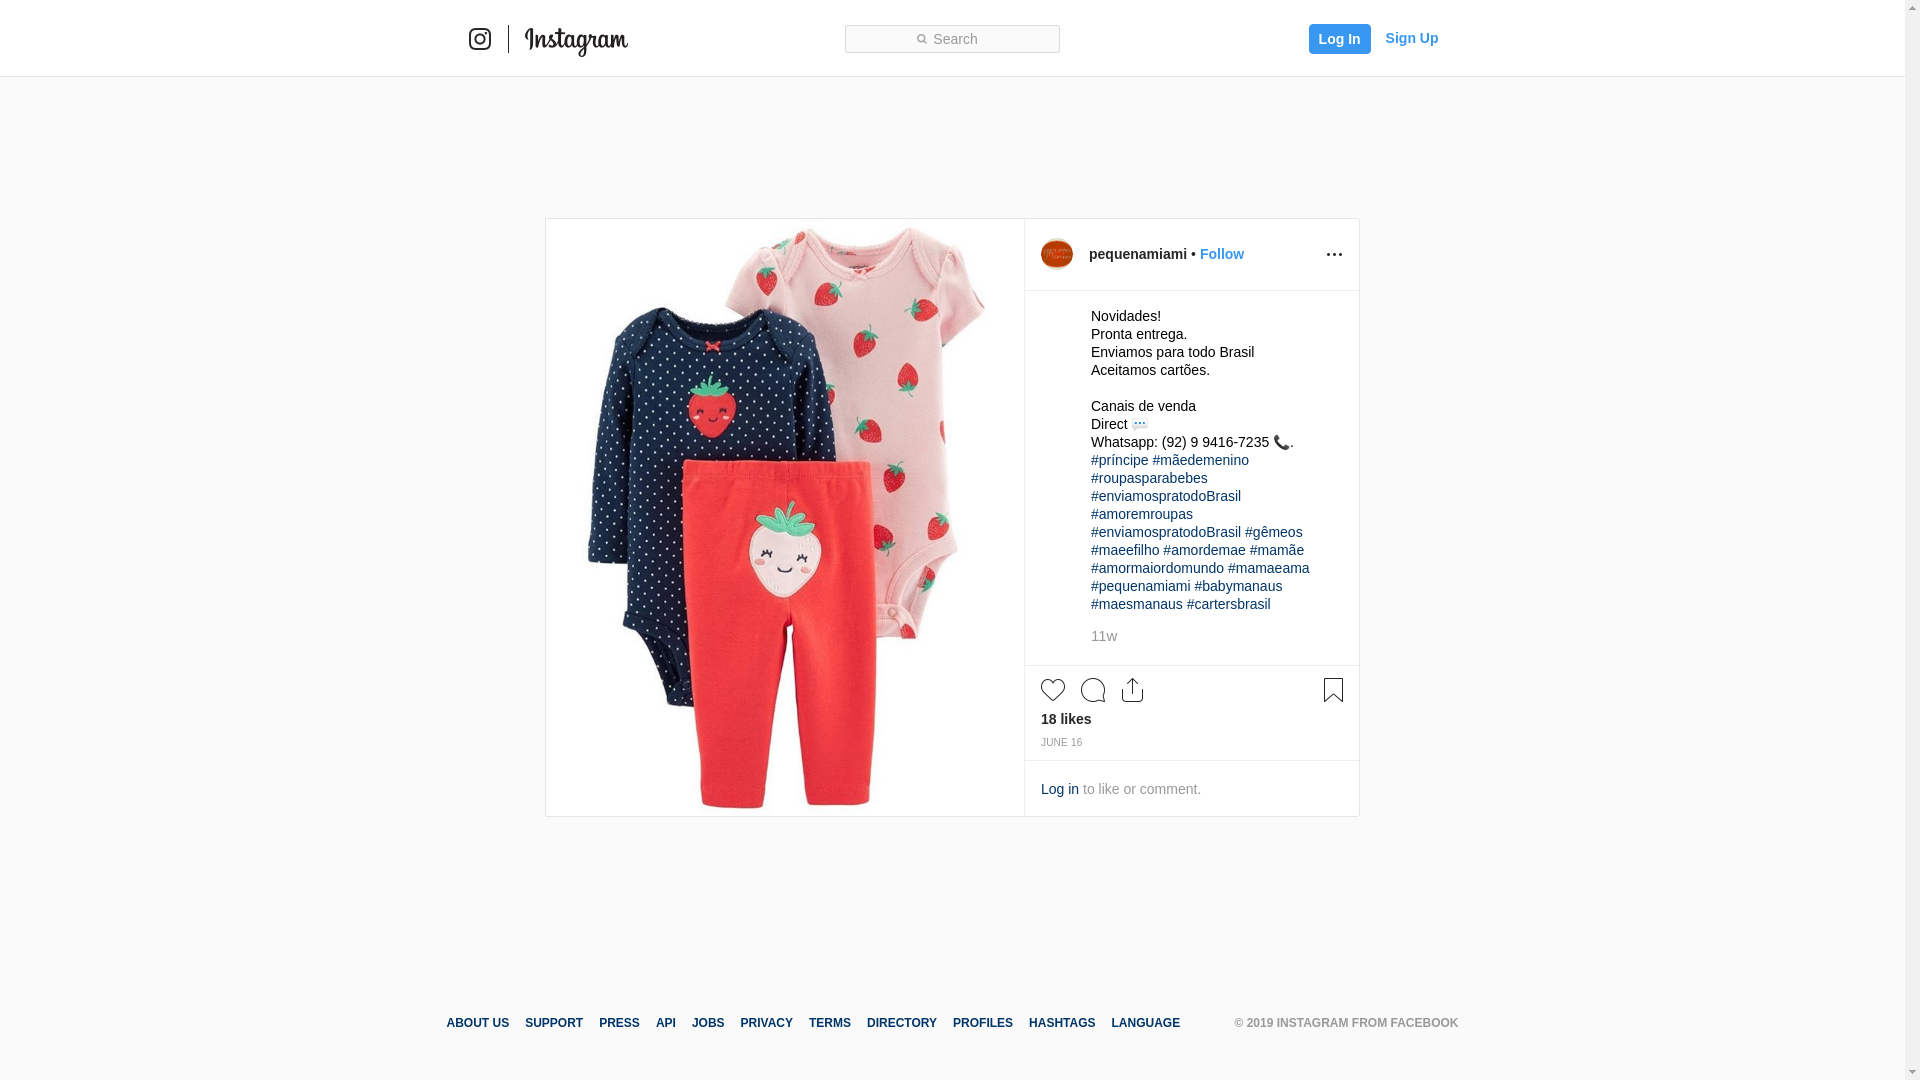 Instagram
Search
Log In
Sign Up
pequenamiami • Follow
Novidades!
Pronta entrega.
Enviamos para todo Brasil
Aceitamos cartões.
Canais de venda
Direct 💬
Whatsapp: (92) 9 9416-7235 📞.
#príncipe #mãedemenino
#roupasparabebes
#enviamospratodoBrasil
#amoremroupas
#enviamospratodoBrasil #gêmeos
#maeefilho #amordemae #mamãe
#amormaiordomundo #mamaeama
#pequenamiami #babymanaus
#maesmanaus #cartersbrasil
11w
18 likes
JUNE 16
Log in to like or comment.
ABOUT US SUPPORT PRESS API JOBS PRIVACY TERMS DIRECTORY PROFILES HASHTAGS LANGUAGE © 2019 INSTAGRAM FROM FACEBOOK